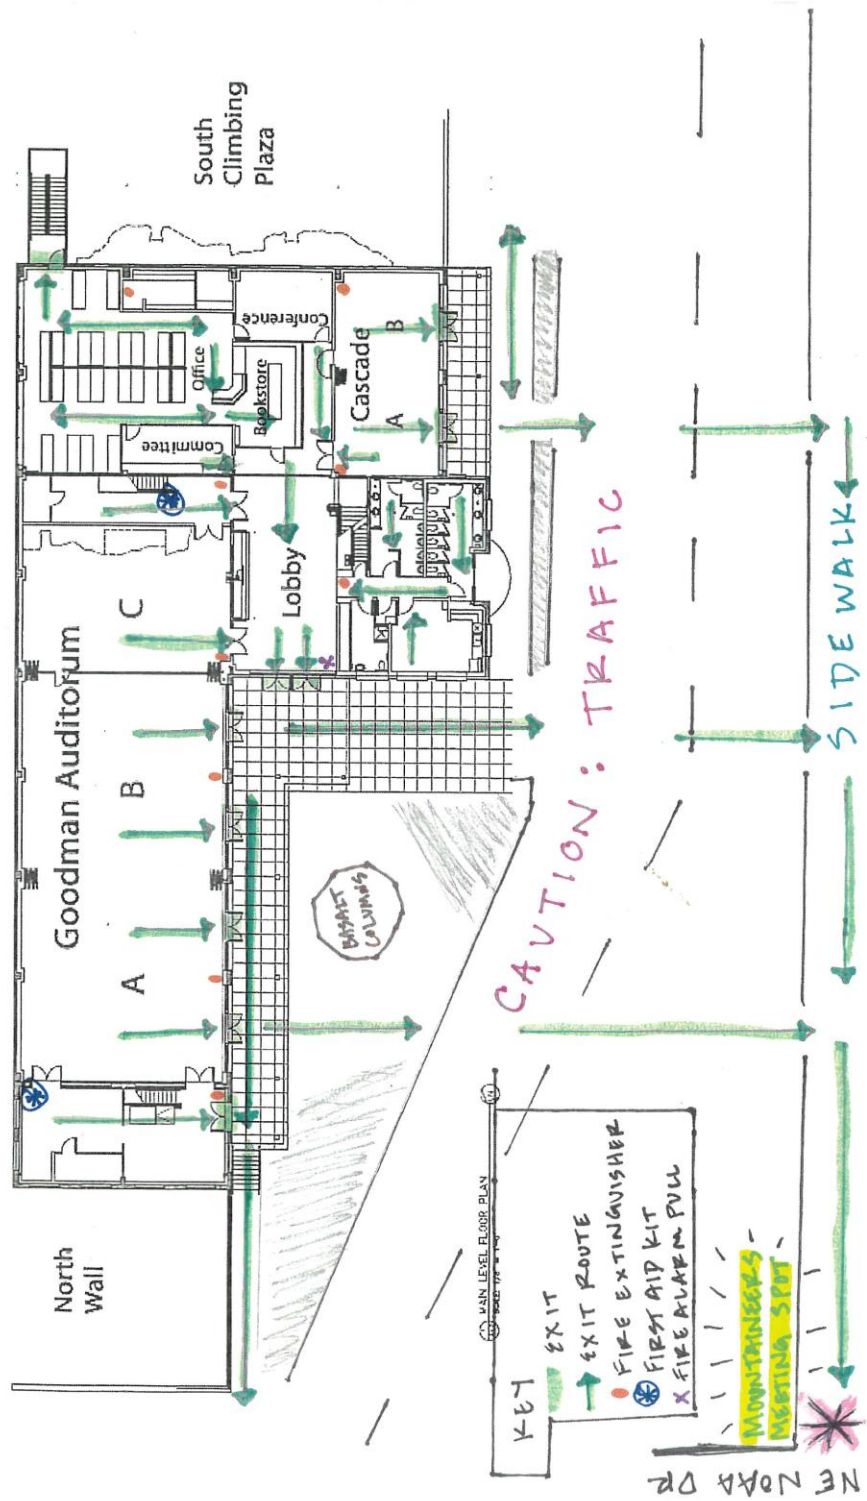 South
Climbing
Plaza
Office
Conference
Committee
Bookstore
Cascade
A
B
Lobby
Goodman Auditorum
A
B
C
North
Wall
BASALT
COLUMNS
CAUTION: TRAFFIC
SIDEWALK
MAIN LEVEL FLOOR PLAN
KEY
EXIT
EXIT ROUTE
FIRE EXTINGUISHER
FIRST AID KIT
X FIRE ALARM PULL
MOUNTAINEERS
MEETING SPOT
NE NOAA DR